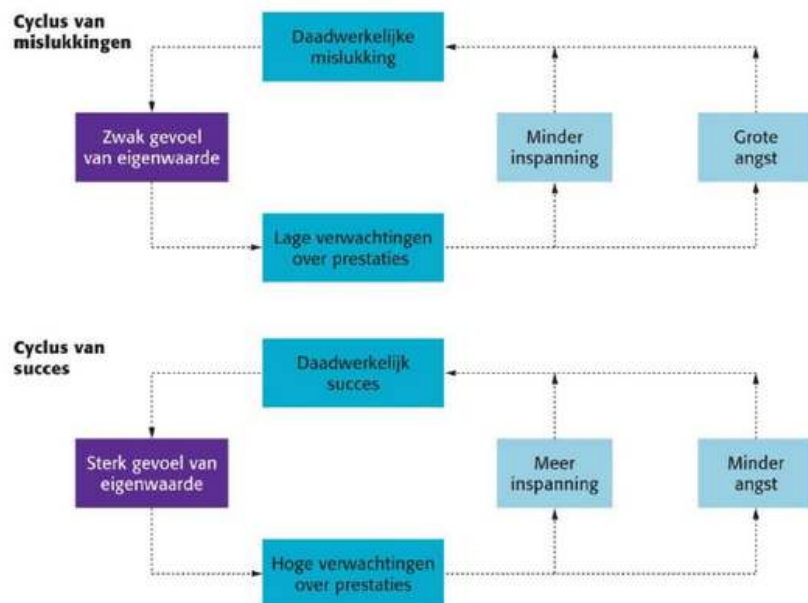 Cyclus van
mislukkingen
Daadwerkelijke
mislukking
Zwak gevoel
van eigenwaarde
Minder
inspanning
Grote
angst
Lage verwachtingen
over prestaties
Cyclus van
succes
Daadwerkelijk
succes
Sterk gevoel van
eigenwaarde
Meer
inspanning
Minder
angst
Hoge verwachtingen
over prestaties